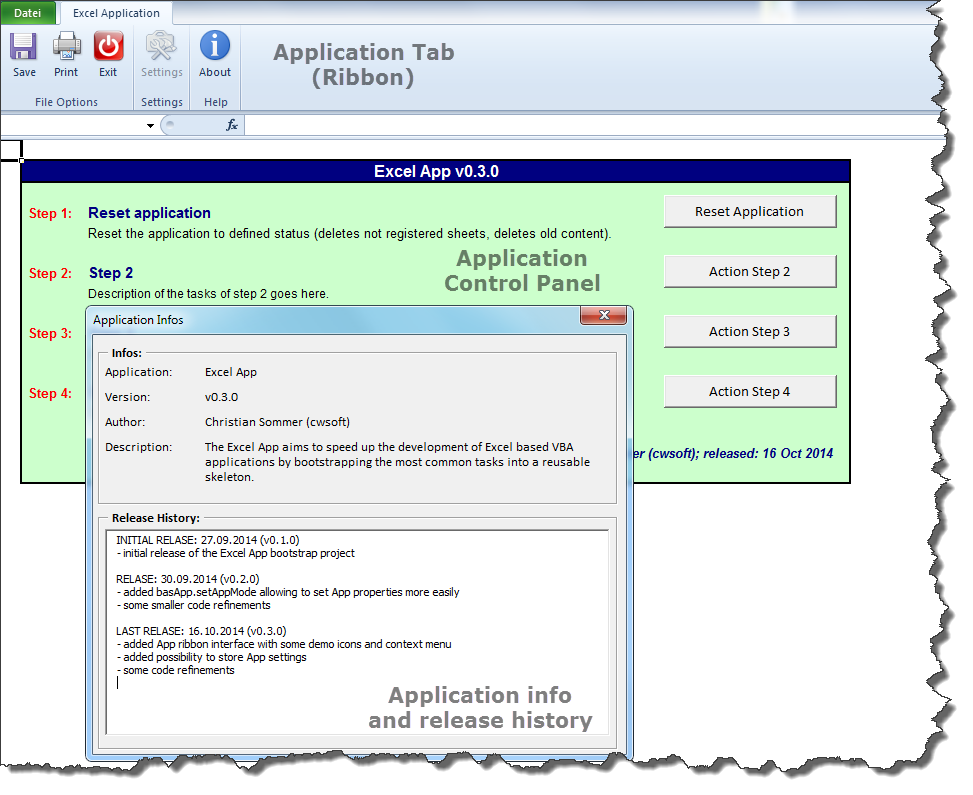 Datei Excel Application
Save Print Exit Settings About
File Options Settings Help
Application Tab
(Ribbon)
fx
Excel App v0.3.0
Step 1: Reset application Reset Application
Reset the application to defined status (deletes not registered sheets, deletes old content).
Step 2: Step 2 Action Step 2
Description of the tasks of step 2 goes here.
Application
Control Panel
Step 3: Action Step 3
Step 4: Action Step 4
er (cwsoft); released: 16 Oct 2014
Application Infos
Infos:
Application: Excel App
Version: v0.3.0
Author: Christian Sommer (cwsoft)
Description: The Excel App aims to speed up the development of Excel based VBA
applications by bootstrapping the most common tasks into a reusable
skeleton.
Release History:
INITIAL RELASE: 27.09.2014 (v0.1.0)
- initial release of the Excel App bootstrap project
RELASE: 30.09.2014 (v0.2.0)
- added basApp.setAppMode allowing to set App properties more easily
- some smaller code refinements
LAST RELASE: 16.10.2014 (v0.3.0)
- added App ribbon interface with some demo icons and context menu
- added possibility to store App settings
- some code refinements
Application info
and release history